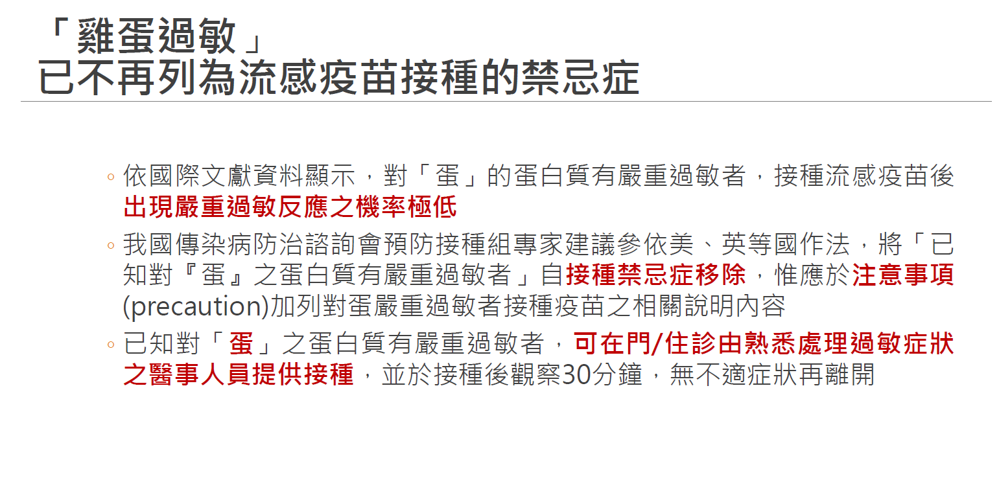 「雞蛋過敏」
已不再列為流感疫苗接種的禁忌症
◦ 依國際文獻資料顯示，對「蛋」的蛋白質有嚴重過敏者，接種流感疫苗後
出現嚴重過敏反應之機率極低
◦ 我國傳染病防治諮詢會預防接種組專家建議參依美、英等國作法，將「已
知對『蛋』之蛋白質有嚴重過敏者」自接種禁忌症移除，惟應於注意事項
(precaution)加列對蛋嚴重過敏者接種疫苗之相關說明內容
◦ 已知對「蛋」之蛋白質有嚴重過敏者，可在門/住診由熟悉處理過敏症狀
之醫事人員提供接種，並於接種後觀察30分鐘，無不適症狀再離開